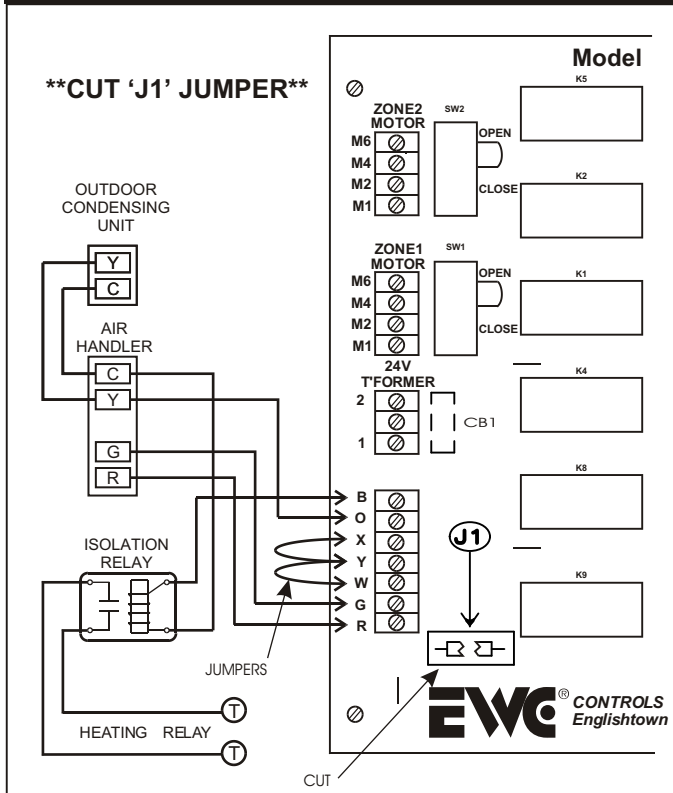 **CUT ‘J1’ JUMPER**
Model
K5
ZONE2
MOTOR
SW2
M6
M4
M2
M1
OPEN
CLOSE
K2
OUTDOOR
CONDENSING
UNIT
Y
C
ZONE1
MOTOR
SW1
M6
M4
M2
M1
OPEN
CLOSE
K1
AIR
HANDLER
C
Y
G
R
24V
T'FORMER
2
1
CB1
K4
K8
B
O
X
Y
W
G
R
J1
ISOLATION
RELAY
K9
JUMPERS
T
HEATING RELAY
T
EWC® CONTROLS
Englishtown
CUT